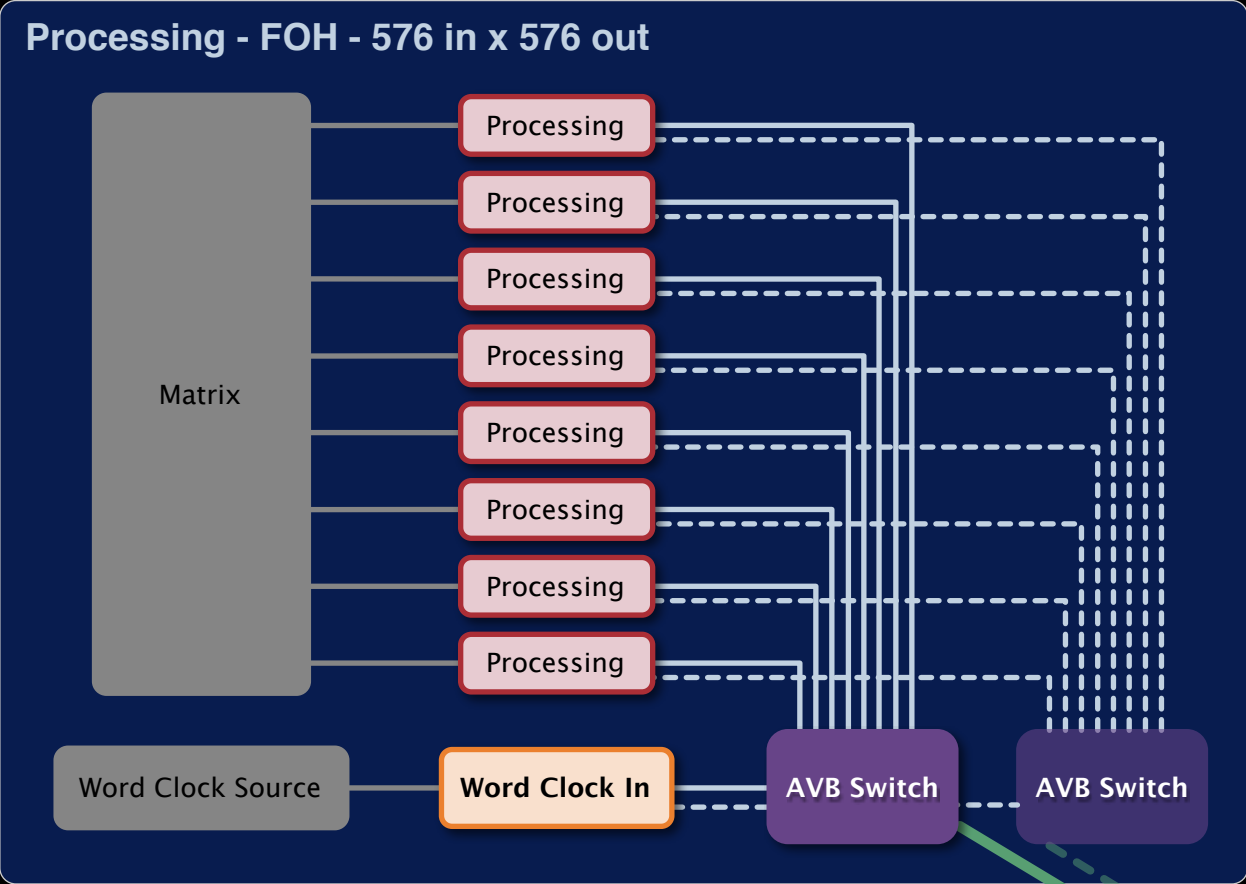 Processing - FOH - 576 in x 576 out
Processing
Processing
Processing
Processing
Matrix
Processing
Processing
Processing
Processing
Word Clock Source
Word Clock In
AVB Switch
AVB Switch